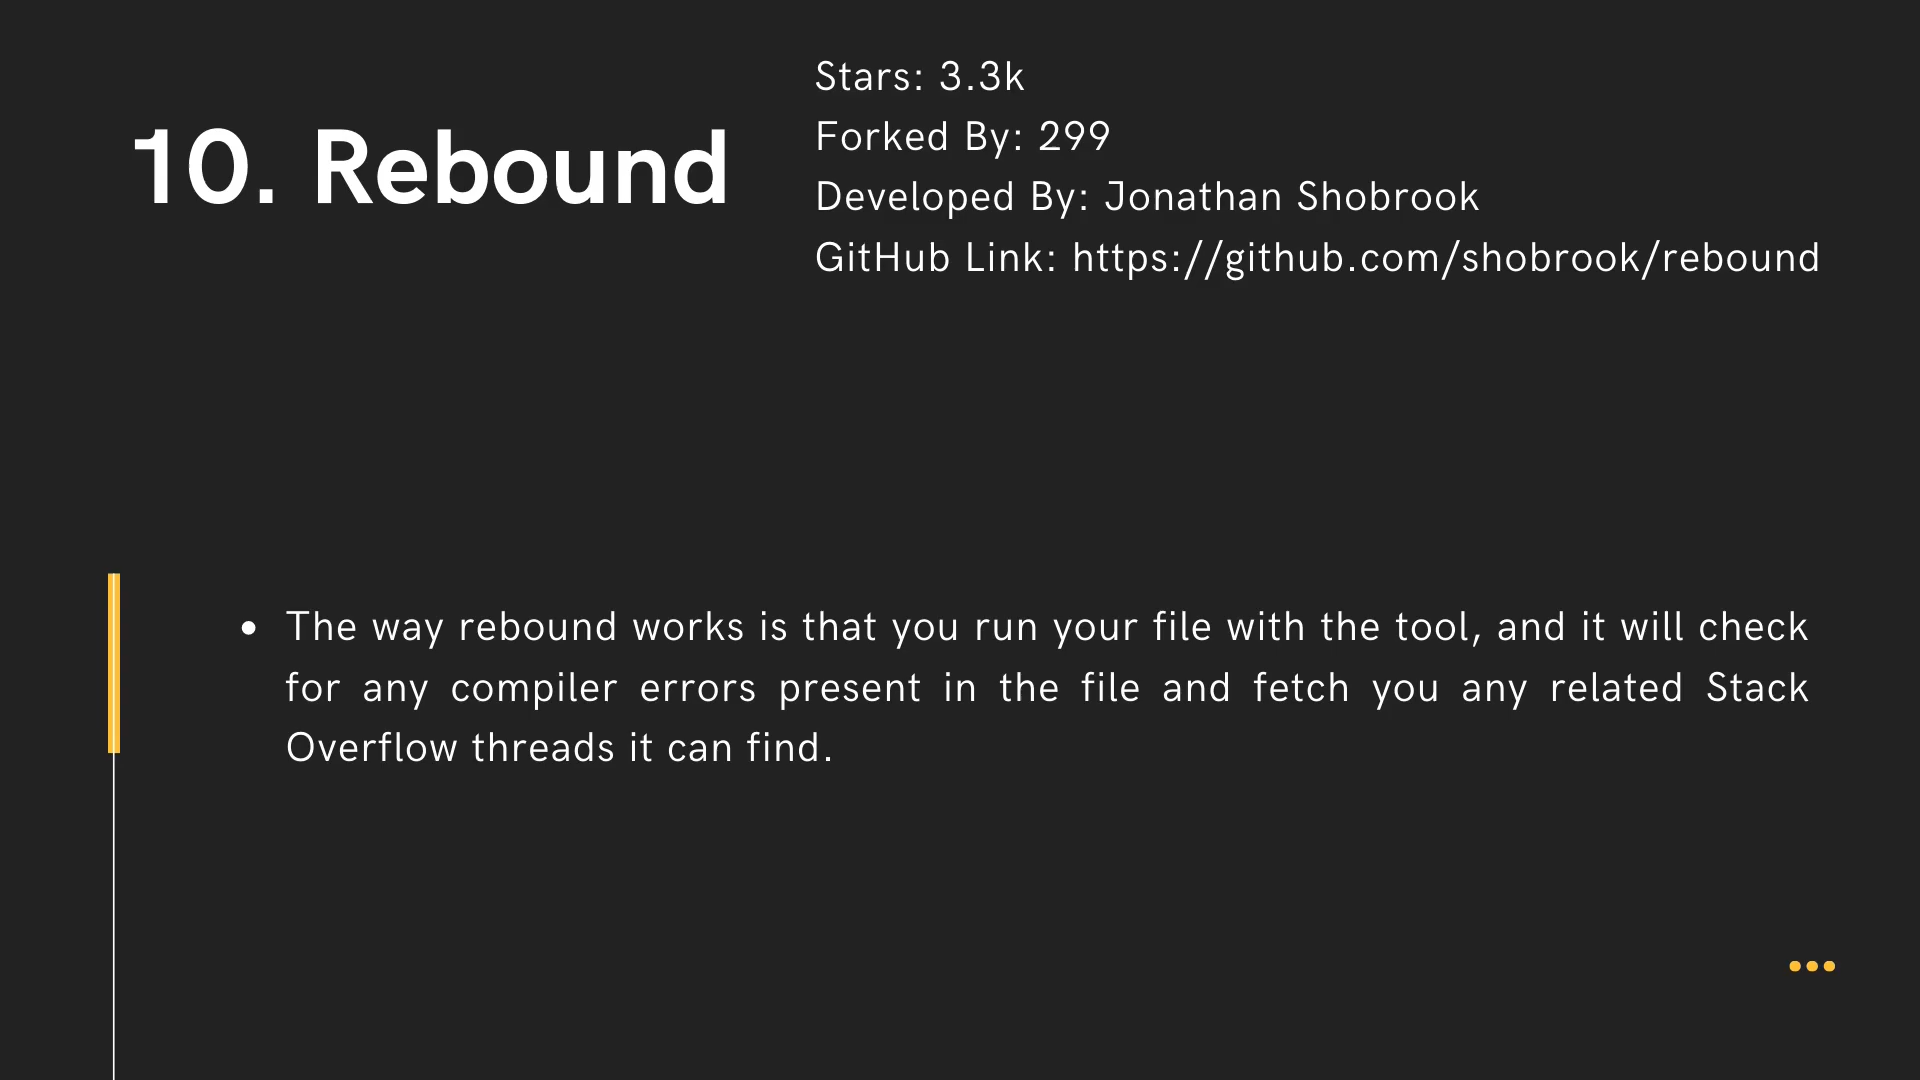 10. Rebound
Stars: 3.3k
Forked By: 299
Developed By: Jonathan Shobrook
GitHub Link: https://github.com/shobrook/rebound
• The way rebound works is that you run your file with the tool, and it will check
for any compiler errors present in the file and fetch you any related Stack
Overflow threads it can find.